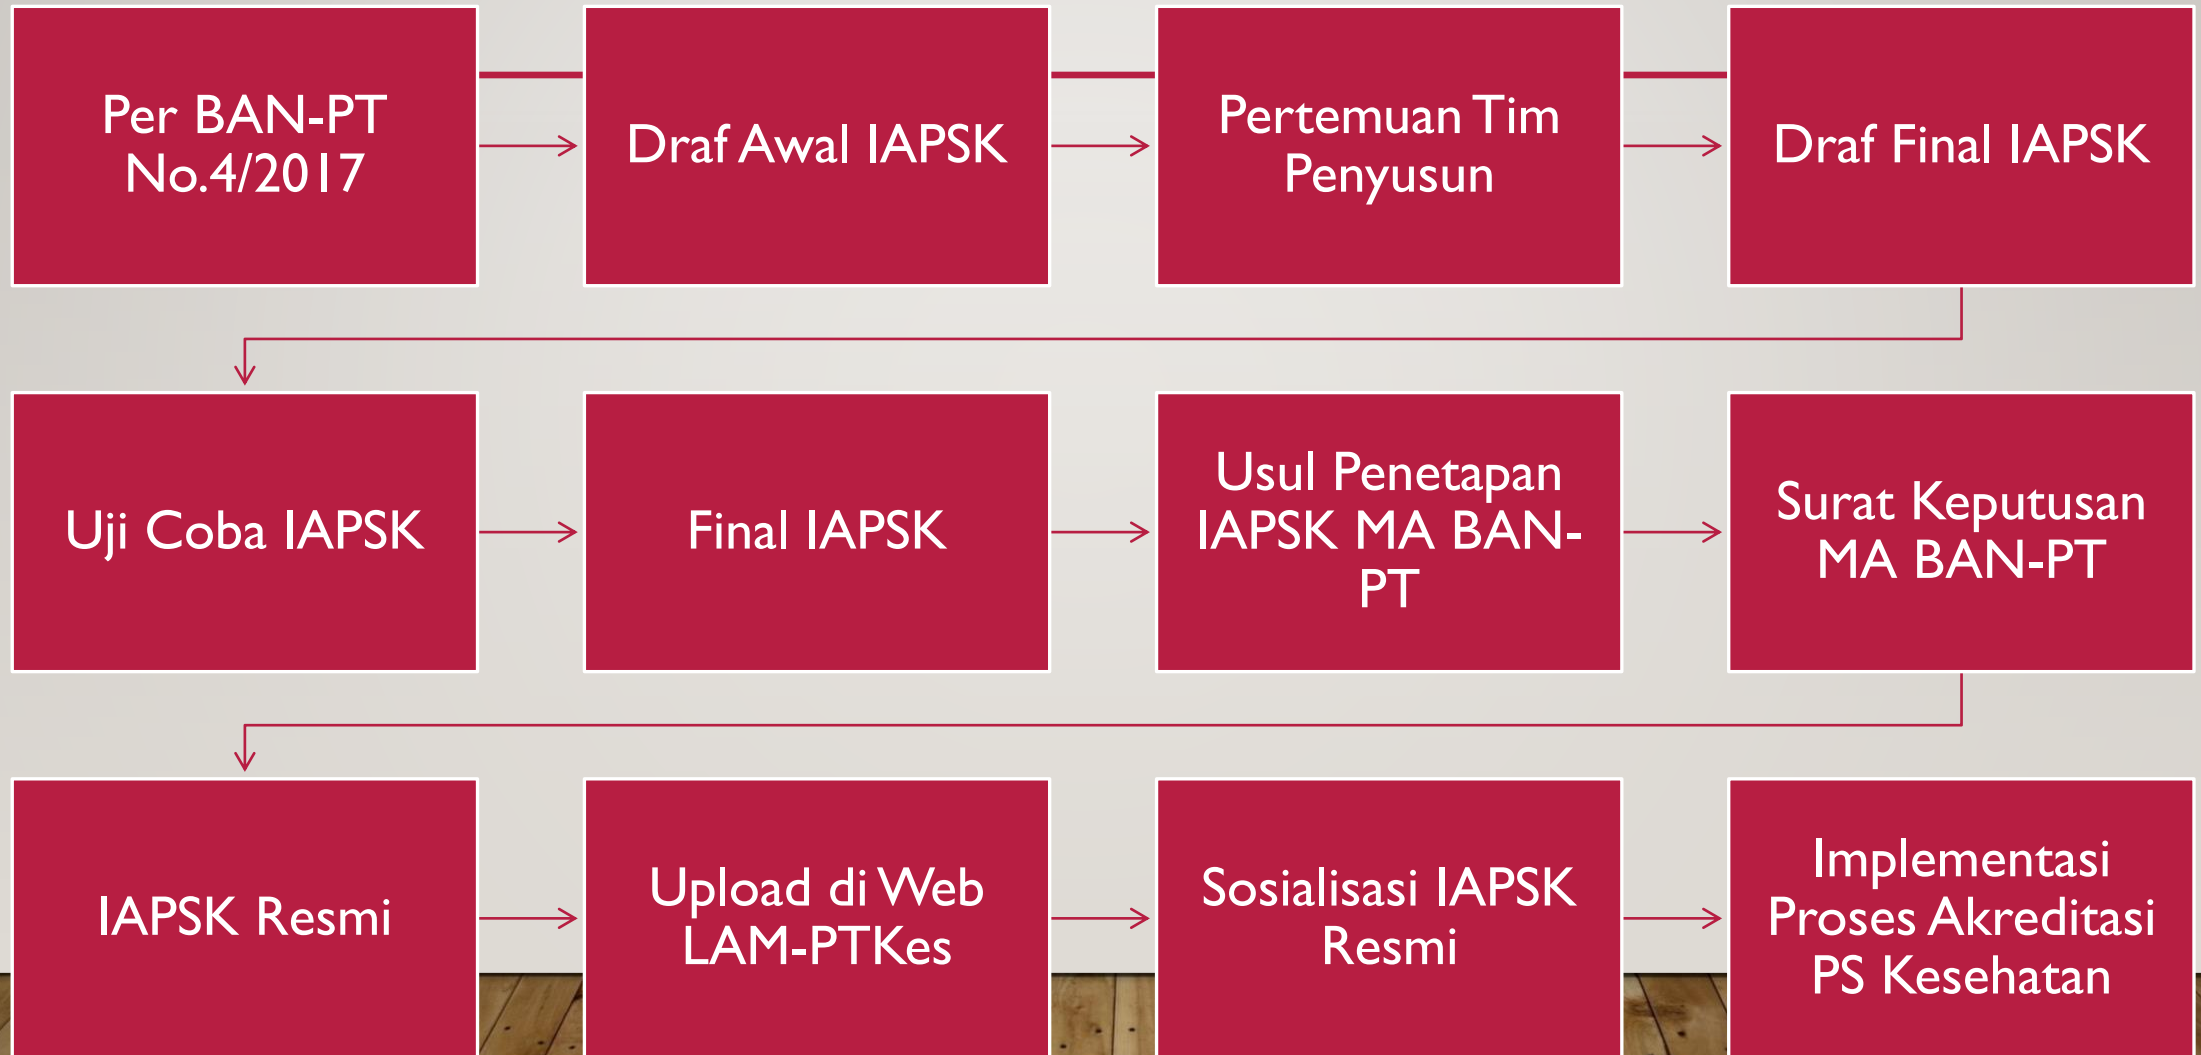 Per BAN-PT
No.4/2017
Draf Awal IAPSK
Pertemuan Tim
Penyusun
Draf Final IAPSK
Uji Coba IAPSK
Final IAPSK
Usul Penetapan
IAPSK MA BAN-
PT
Surat Keputusan
MA BAN-PT
IAPSK Resmi
Upload di Web
LAM-PTKes
Sosialisasi IAPSK
Resmi
Implementasi
Proses Akreditasi
PS Kesehatan